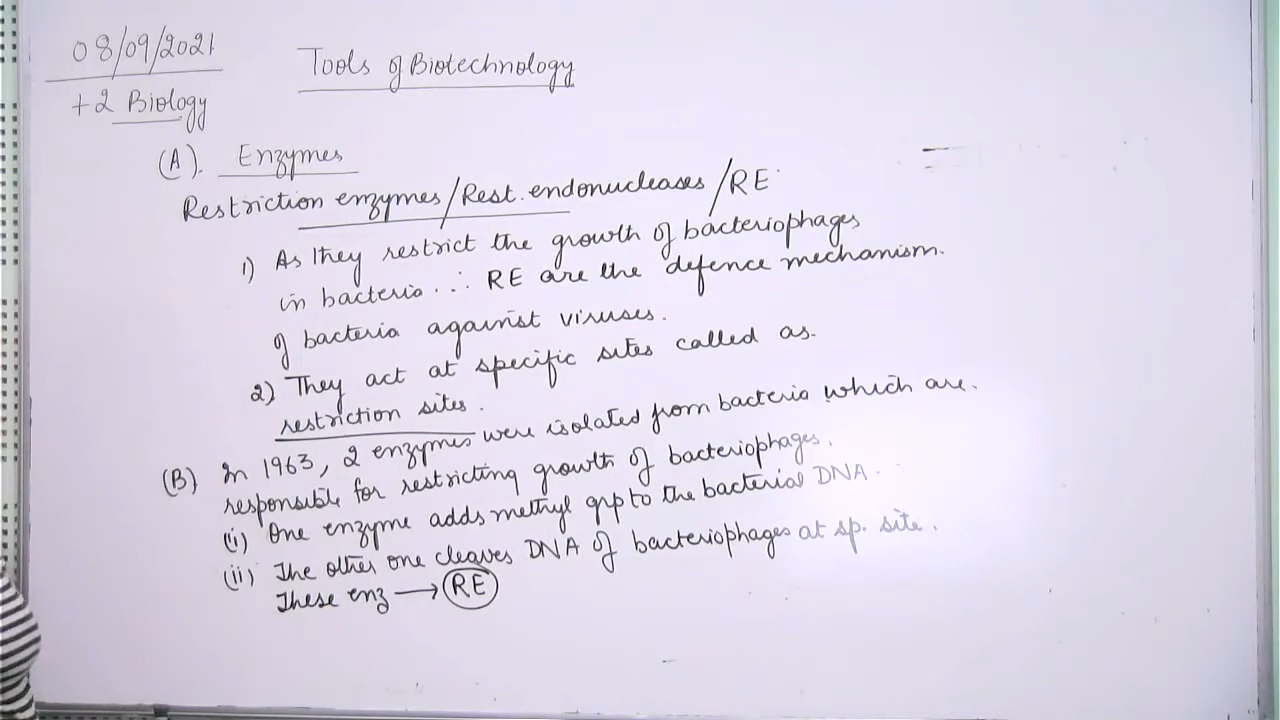 08/09/2021
+2 Biology
Tools of Biotechnology
(A). Enzymes
Restriction enzymes/Rest. endonucleases/RE
1) As they restrict the growth of bacteriophages
in bacteria. ∴ RE are the defence mechanism.
of bacteria against viruses.
2) They act at specific sites called as.
restriction sites.
(B) In 1963, 2 enzymes were isolated from bacteria which are.
responsible for restricting growth of bacteriophages.
(i) One enzyme adds methyl grp to the bacterial DNA.
(ii) The other one cleaves DNA of bacteriophages at sp. site.
These enz → RE